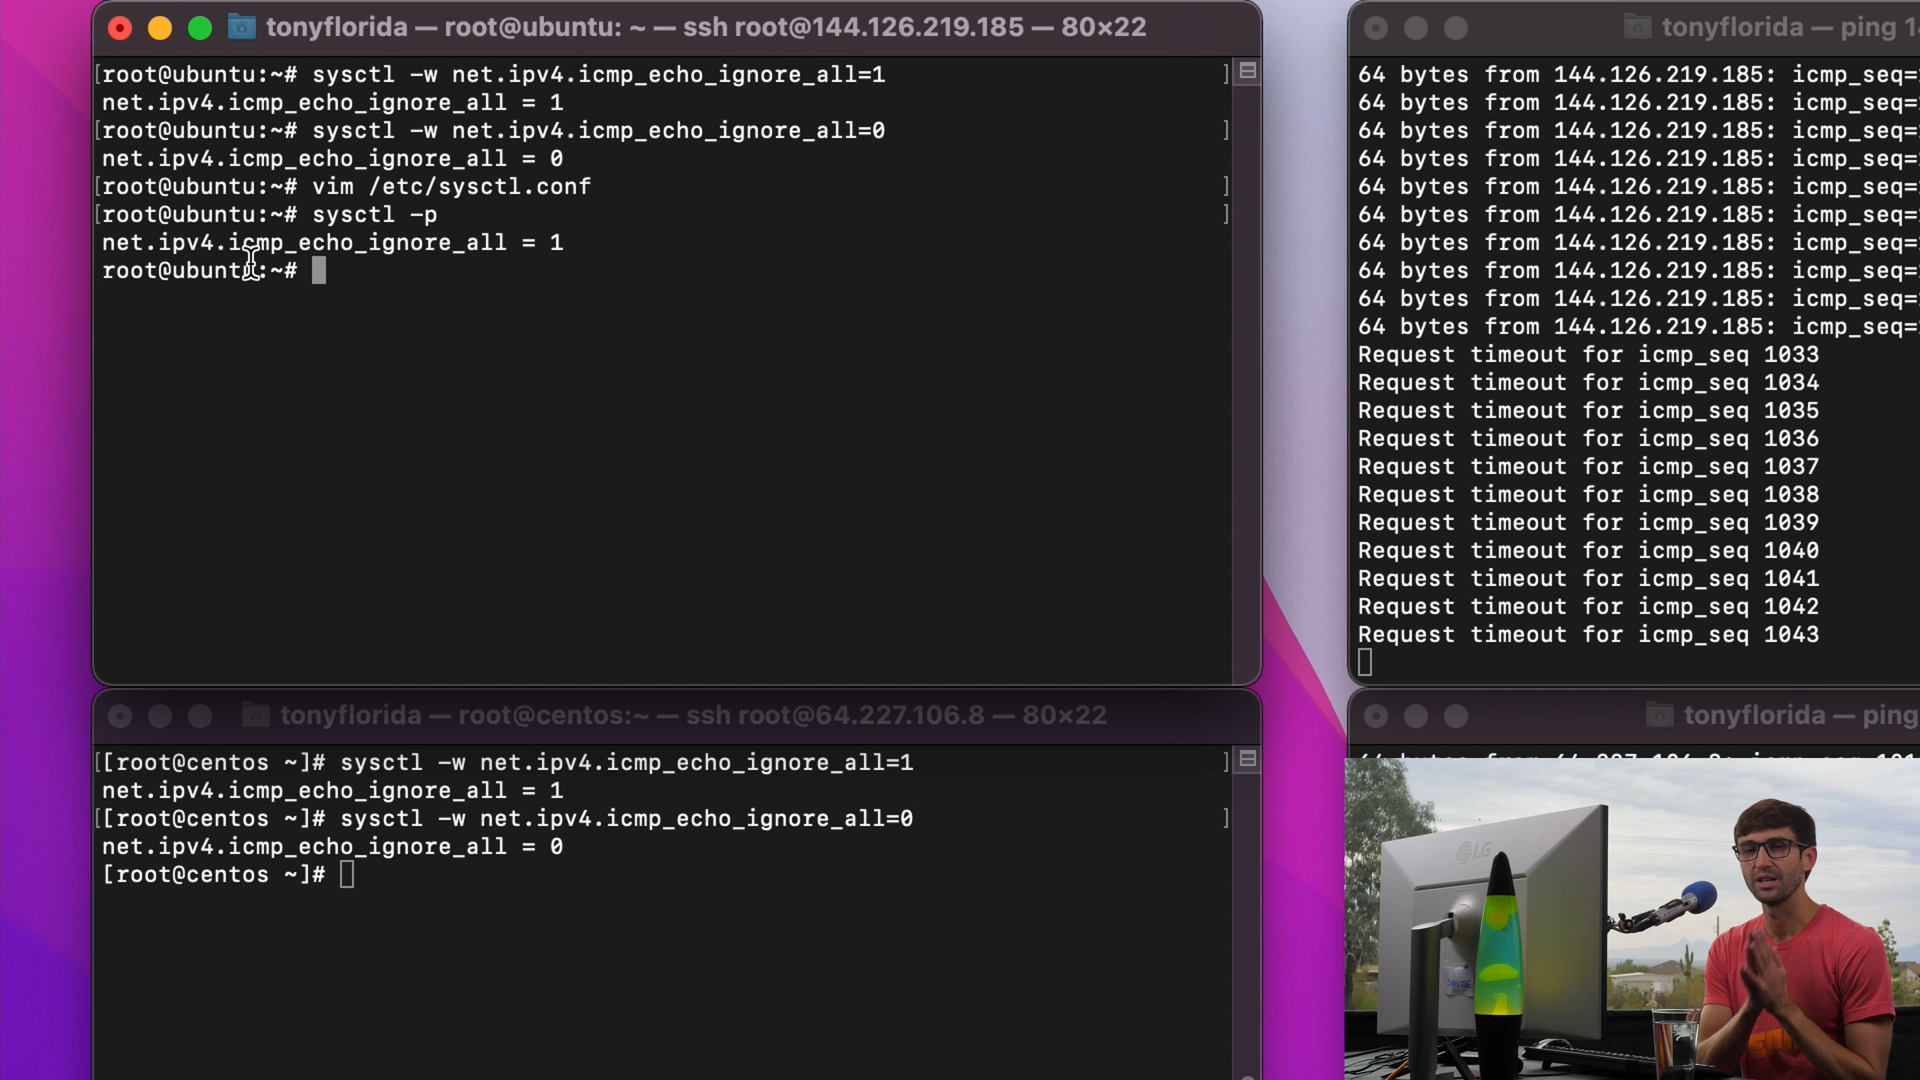 tonyflorida — root@ubuntu: ~ — ssh root@144.126.219.185 — 80×22
[root@ubuntu:~# sysctl -w net.ipv4.icmp_echo_ignore_all=1 ]
net.ipv4.icmp_echo_ignore_all = 1
[root@ubuntu:~# sysctl -w net.ipv4.icmp_echo_ignore_all=0 ]
net.ipv4.icmp_echo_ignore_all = 0
[root@ubuntu:~# vim /etc/sysctl.conf ]
[root@ubuntu:~# sysctl -p ]
net.ipv4.icmp_echo_ignore_all = 1
root@ubuntu:~#
tonyflorida — ping 1
64 bytes from 144.126.219.185: icmp_seq=
64 bytes from 144.126.219.185: icmp_seq=
64 bytes from 144.126.219.185: icmp_seq=
64 bytes from 144.126.219.185: icmp_seq=
64 bytes from 144.126.219.185: icmp_seq=
64 bytes from 144.126.219.185: icmp_seq=
64 bytes from 144.126.219.185: icmp_seq=
64 bytes from 144.126.219.185: icmp_seq=
64 bytes from 144.126.219.185: icmp_seq=
64 bytes from 144.126.219.185: icmp_seq=
Request timeout for icmp_seq 1033
Request timeout for icmp_seq 1034
Request timeout for icmp_seq 1035
Request timeout for icmp_seq 1036
Request timeout for icmp_seq 1037
Request timeout for icmp_seq 1038
Request timeout for icmp_seq 1039
Request timeout for icmp_seq 1040
Request timeout for icmp_seq 1041
Request timeout for icmp_seq 1042
Request timeout for icmp_seq 1043
tonyflorida — root@centos:~ — ssh root@64.227.106.8 — 80×22
[[root@centos ~]# sysctl -w net.ipv4.icmp_echo_ignore_all=1 ]
net.ipv4.icmp_echo_ignore_all = 1
[[root@centos ~]# sysctl -w net.ipv4.icmp_echo_ignore_all=0 ]
net.ipv4.icmp_echo_ignore_all = 0
[root@centos ~]#
tonyflorida — ping
LG